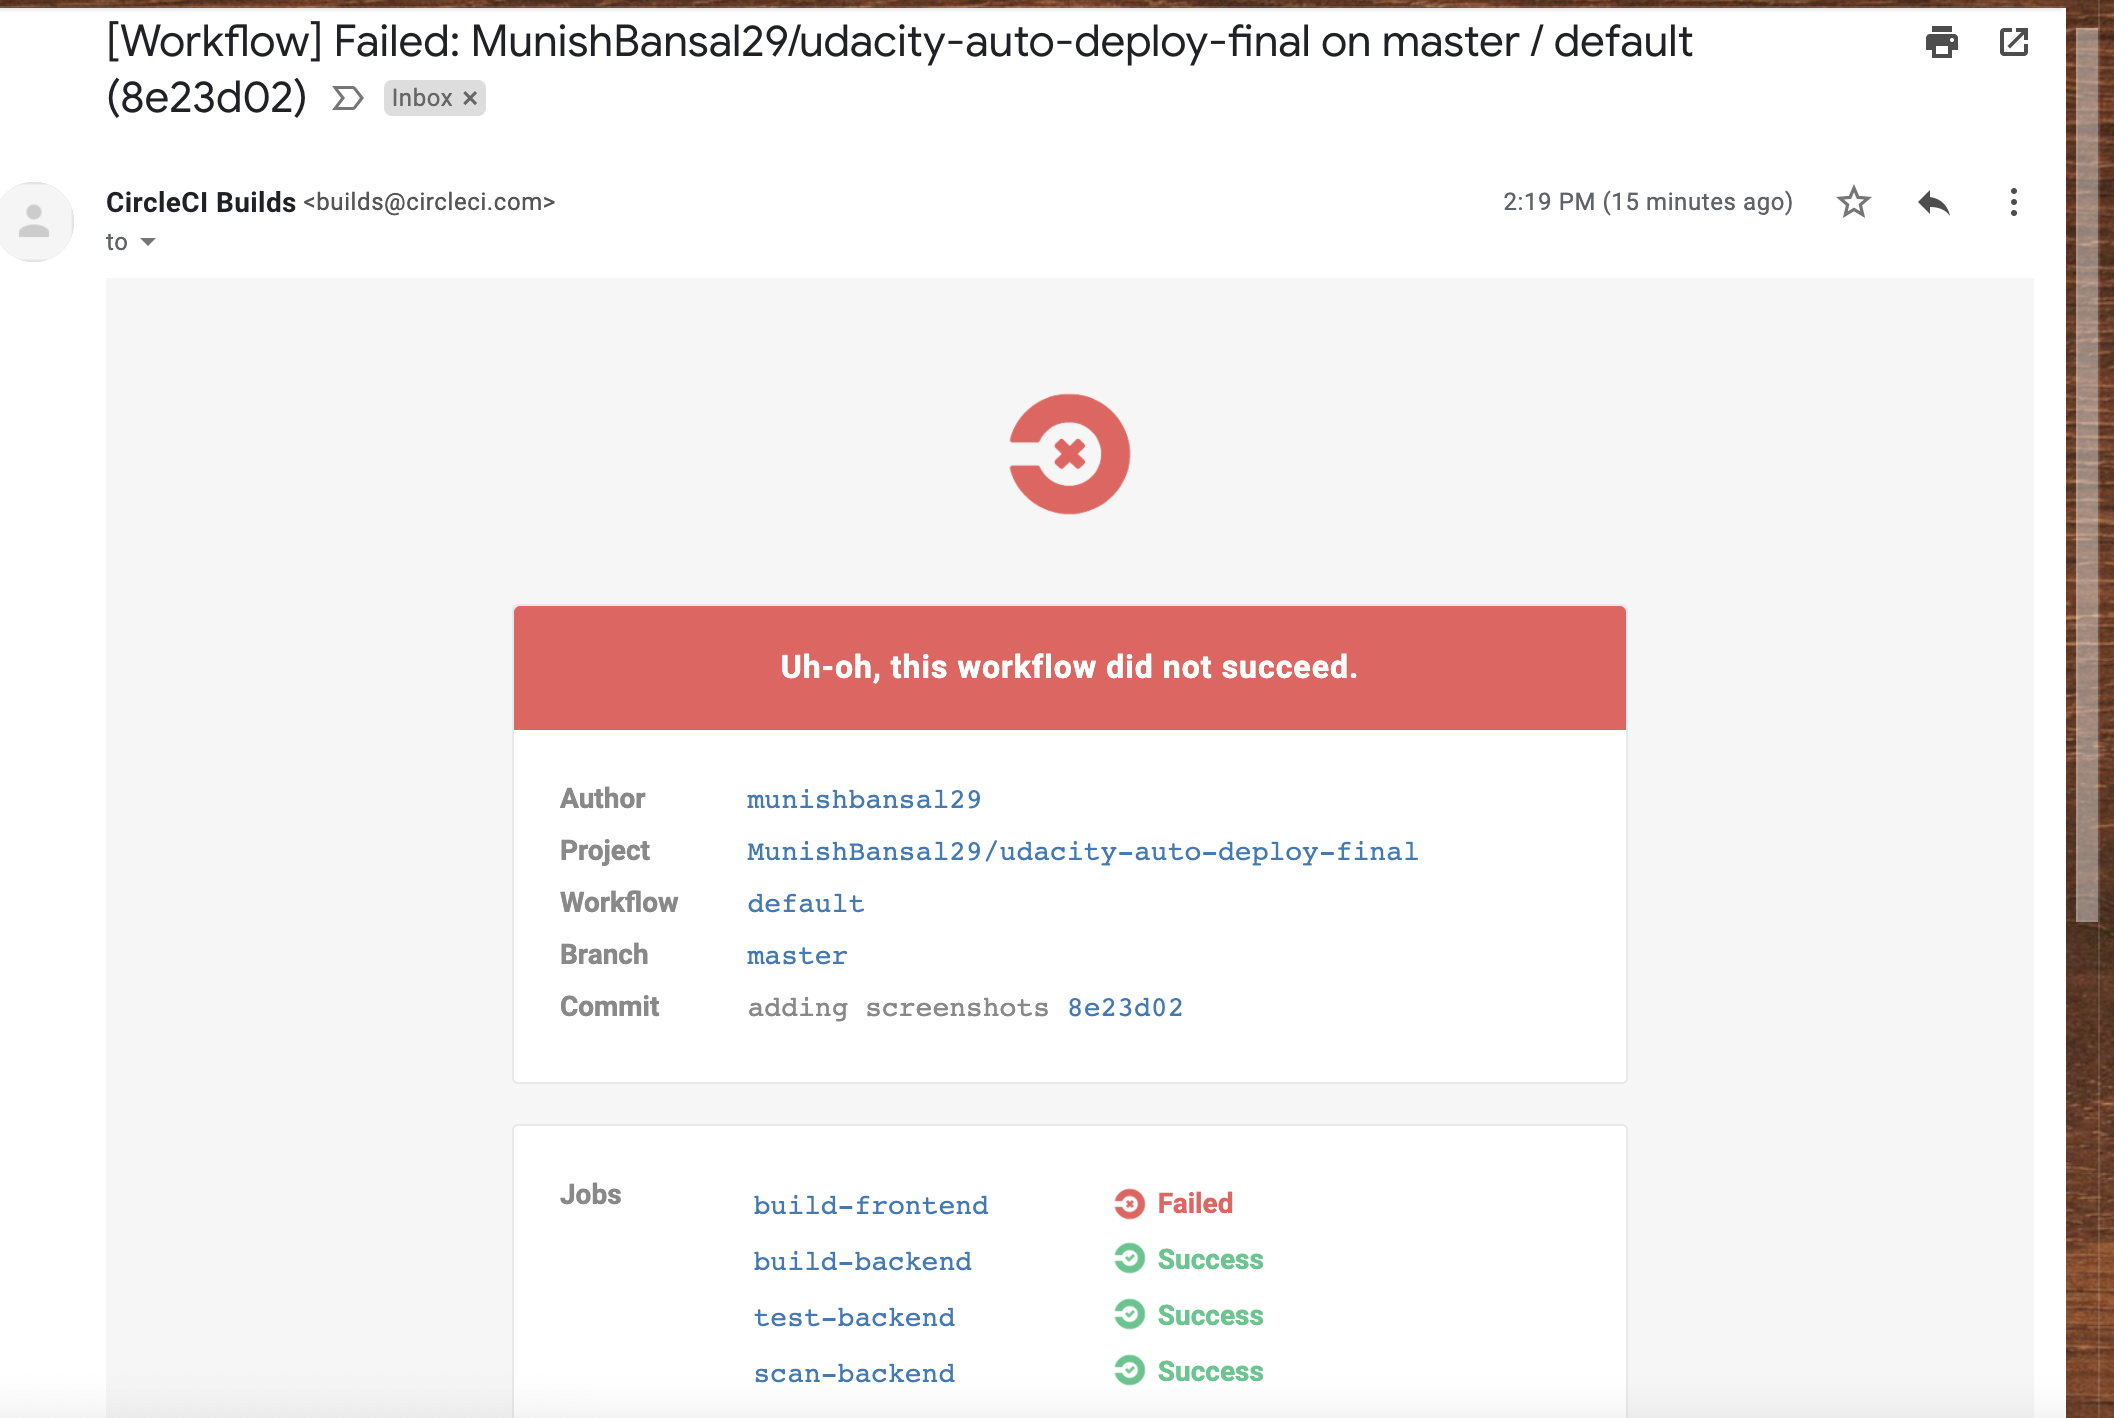 [Workflow] Failed: MunishBansal29/udacity-auto-deploy-final on master / default
(8e23d02) Inbox ×
CircleCI Builds <builds@circleci.com> 2:19 PM (15 minutes ago)
to
Uh-oh, this workflow did not succeed.
Author munishbansal29
Project MunishBansal29/udacity-auto-deploy-final
Workflow default
Branch master
Commit adding screenshots 8e23d02
Jobs build-frontend Failed
build-backend Success
test-backend Success
scan-backend Success